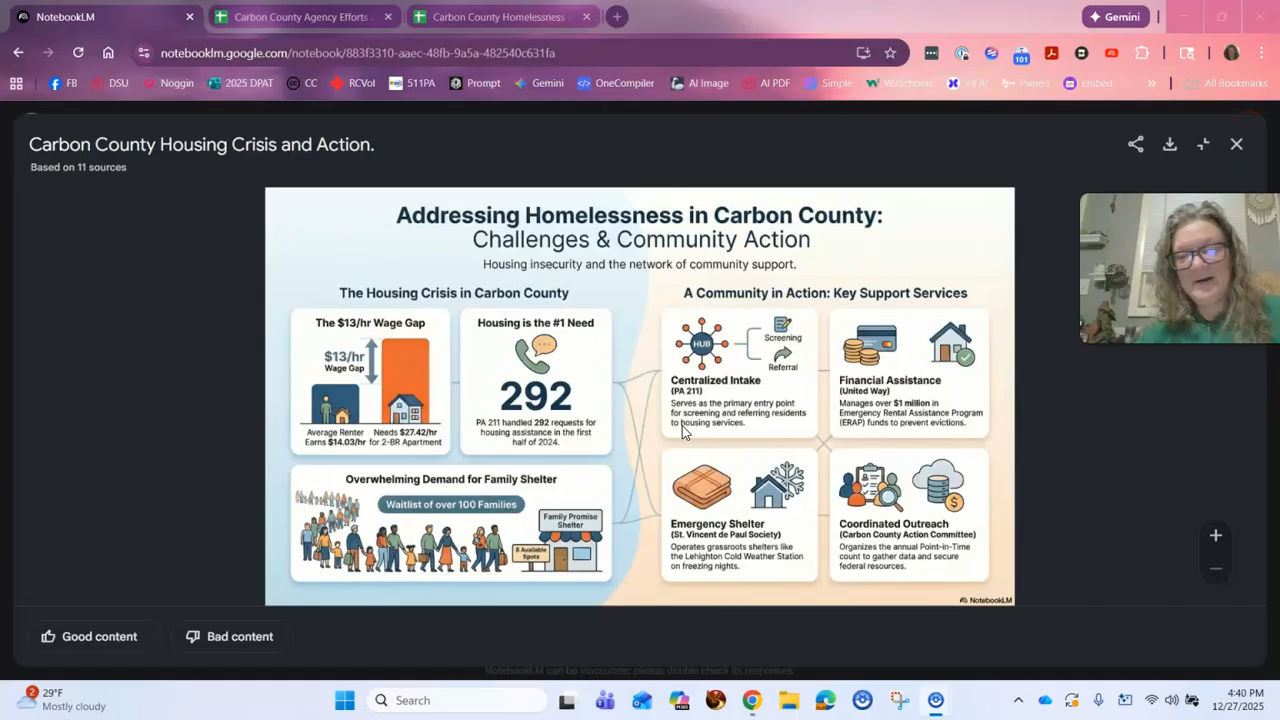 NotebookLM
Carbon County Agency Efforts
Carbon County Homelessness
Gemini
notebooklm.google.com/notebook/883f3310-aaec-48fb-9a5a-482540c631fa
101
FB
DSU
Noggin
2025 DPAT
CC
RCVol
511PA
Prompt
Gemini
OneCompiler
AI Image
AI PDF
Simple
W3Schools
All AI
Pwned
Embed
All Bookmarks
Carbon County Housing Crisis and Action.
Based on 11 sources
Addressing Homelessness in Carbon County:
Challenges & Community Action
Housing insecurity and the network of community support.
The Housing Crisis in Carbon County
The $13/hr Wage Gap
$13/hr
Wage Gap
Average Renter
Earns $14.03/hr
Needs $27.42/hr
for 2-BR Apartment
Housing is the #1 Need
292
PA 211 handled 292 requests for
housing assistance in the first
half of 2024.
Overwhelming Demand for Family Shelter
Waitlist of over 100 Families
Family Promise
Shelter
8 Available
Spots
A Community in Action: Key Support Services
HUB
Screening
Referral
Centralized Intake
(PA 211)
Serves as the primary entry point
for screening and referring residents
to housing services.
Financial Assistance
(United Way)
Manages over $1 million in
Emergency Rental Assistance Program
(ERAP) funds to prevent evictions.
Emergency Shelter
(St. Vincent de Paul Society)
Operates grassroots shelters like
the Lehighton Cold Weather Station
on freezing nights.
Coordinated Outreach
(Carbon County Action Committee)
Organizes the annual Point-in-Time
count to gather data and secure
federal resources.
NotebookLM
Good content
Bad content
NotebookLM can be inaccurate; please double check its responses.
2
29°F
Mostly cloudy
Search
4:40 PM
12/27/2025